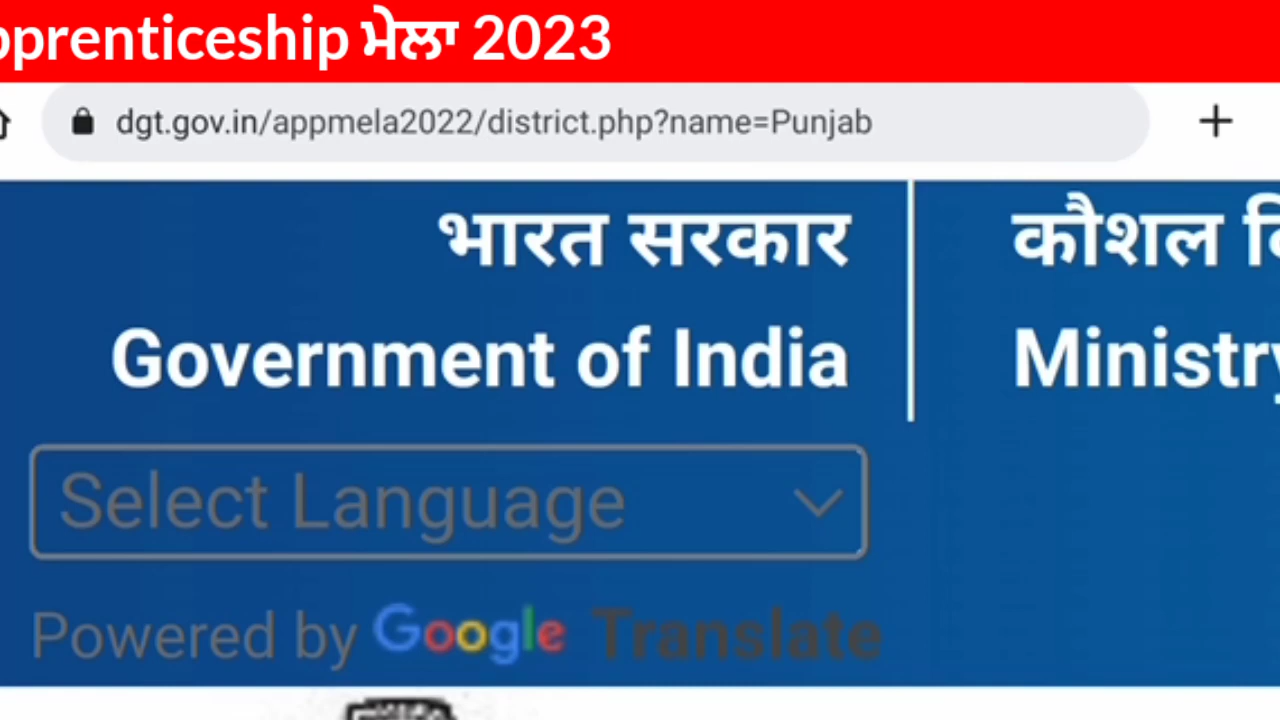 pprenticeship ਮੇਲਾ 2023
dgt.gov.in/appmela2022/district.php?name=Punjab
भारत सरकार
Government of India
कौशल
Ministry
Select Language
Powered by Google Translate